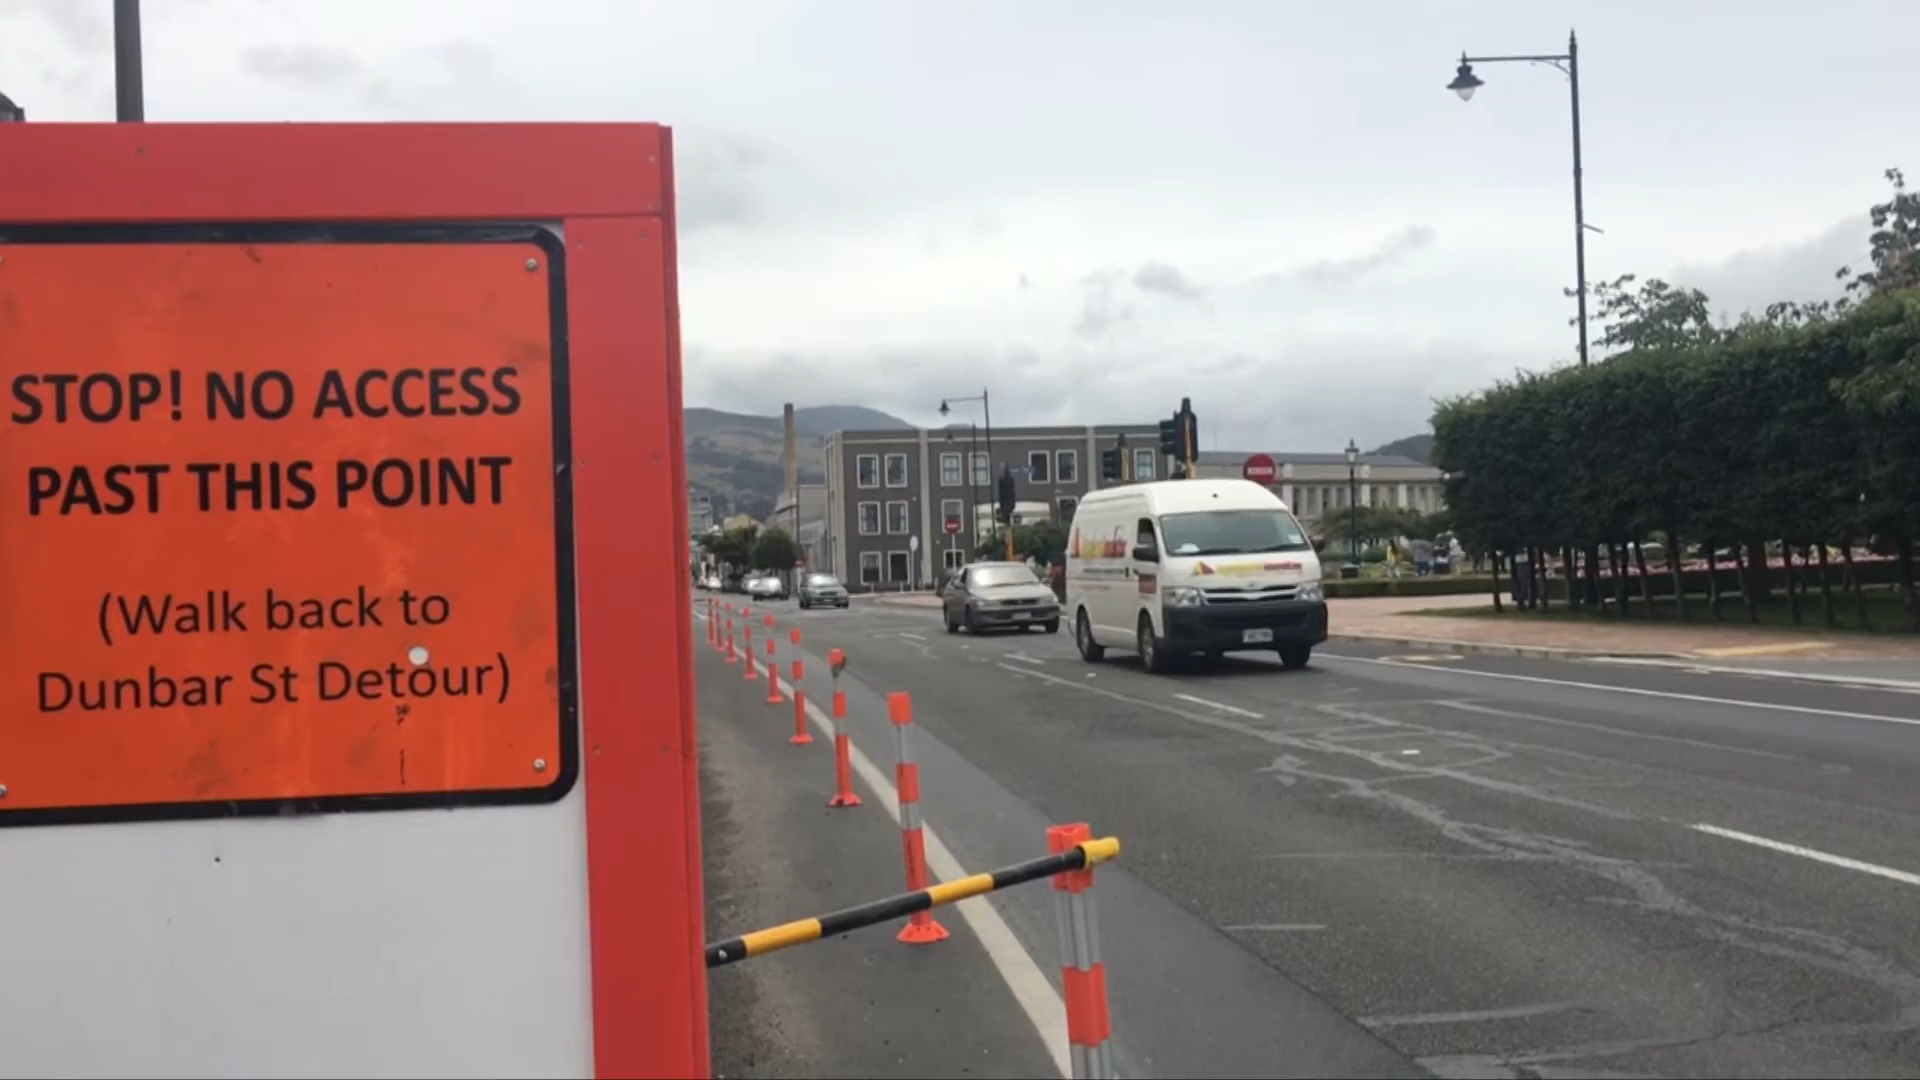 STOP! NO ACCESS
PAST THIS POINT
(Walk back to
Dunbar St Detour)